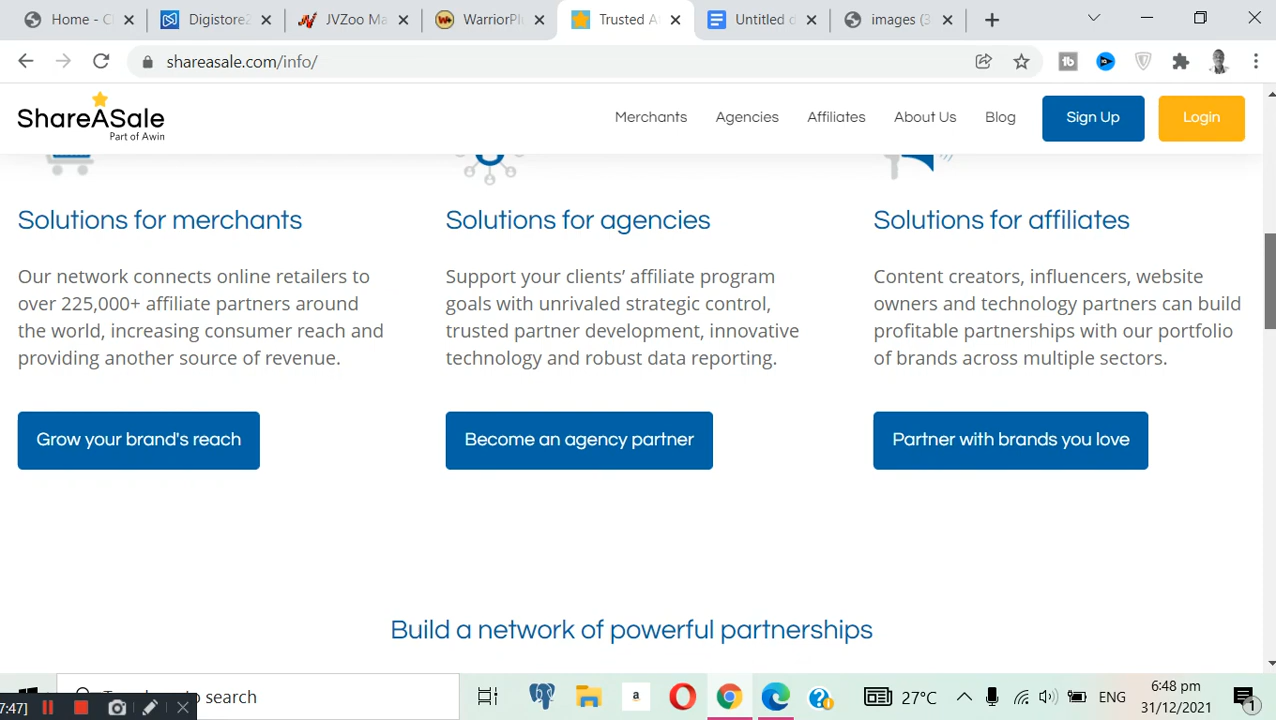 Home - C
DigistoreZ
JVZoo Ma
WarriorPl
Trusted A
Untitled d
images (3
shareasale.com/info/
ShareASale
Part of Awin
Merchants
Agencies
Affiliates
About Us
Blog
Sign Up
Login
Solutions for merchants
Our network connects online retailers to
over 225,000+ affiliate partners around
the world, increasing consumer reach and
providing another source of revenue.
Grow your brand's reach
Solutions for agencies
Support your clients’ affiliate program
goals with unrivaled strategic control,
trusted partner development, innovative
technology and robust data reporting.
Become an agency partner
Solutions for affiliates
Content creators, influencers, website
owners and technology partners can build
profitable partnerships with our portfolio
of brands across multiple sectors.
Partner with brands you love
Build a network of powerful partnerships
7:47
search
a
27°C
ENG
6:48 pm
31/12/2021
1